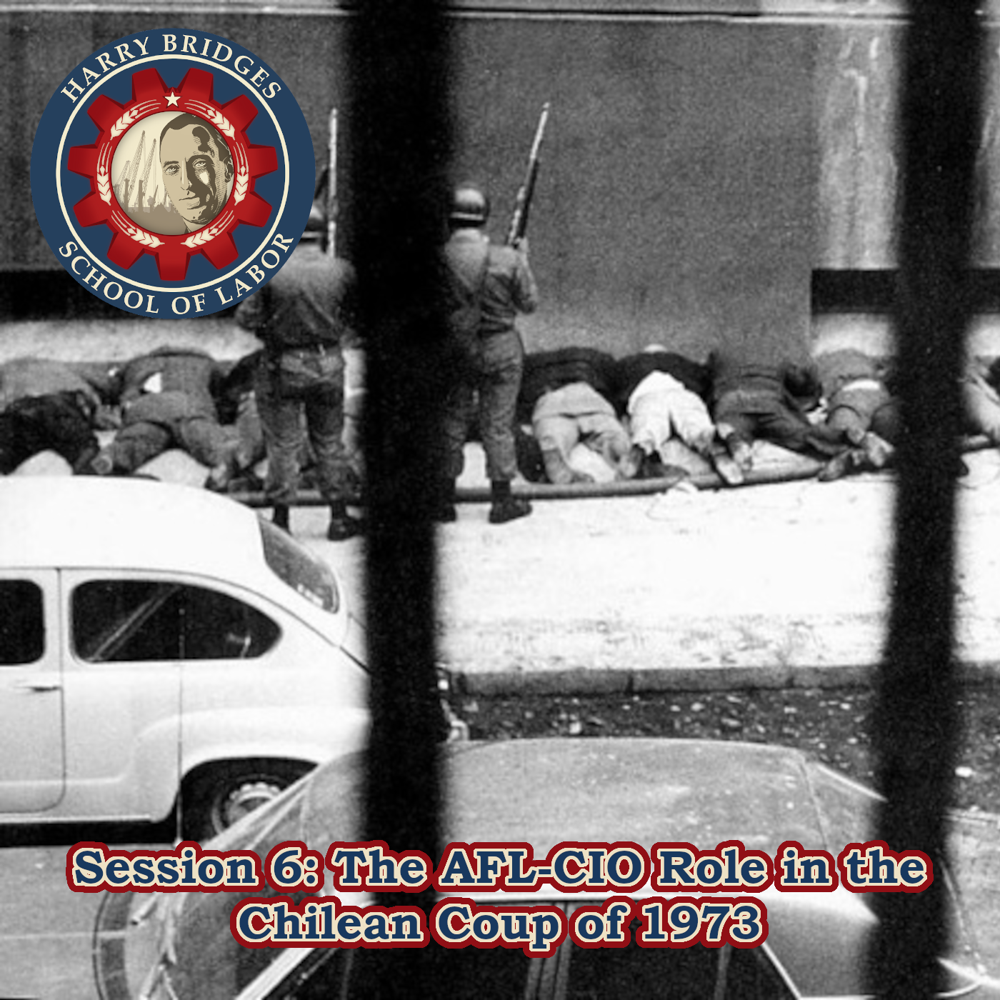 HARRY BRIDGES
SCHOOL OF LABOR
Session 6: The AFL-CIO Role in the
Chilean Coup of 1973